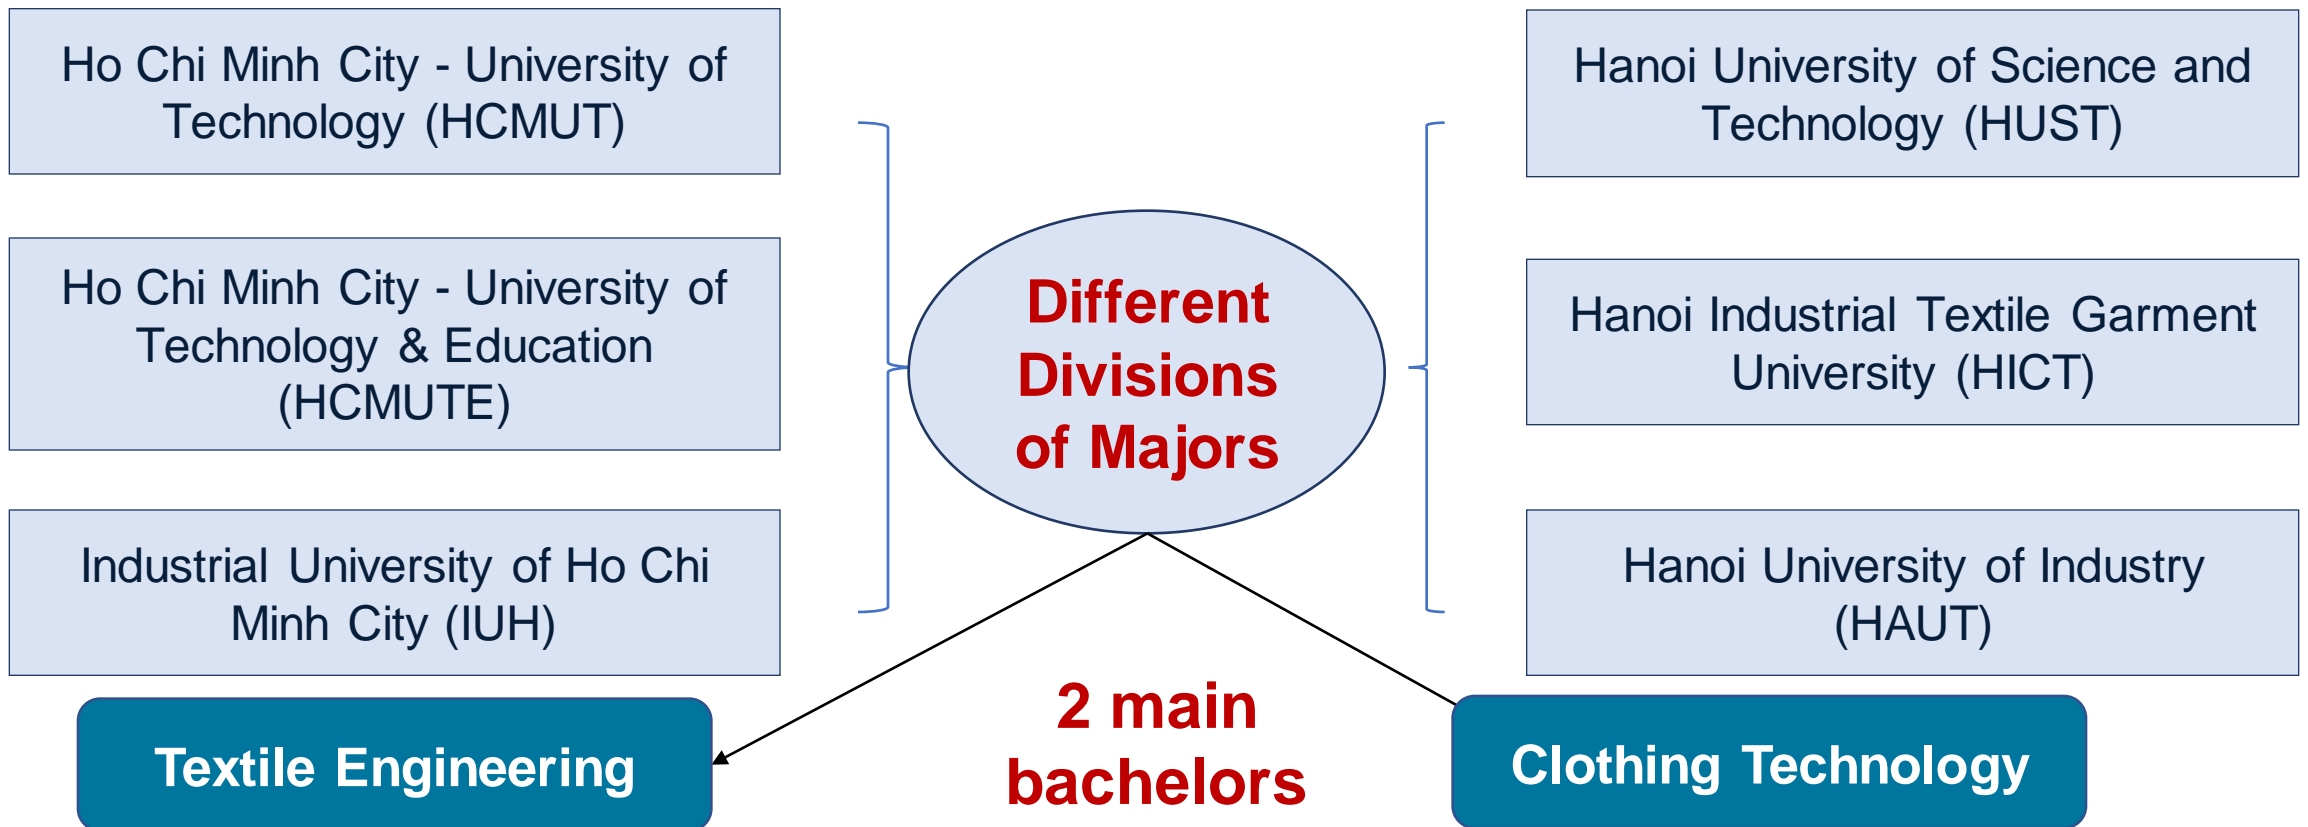 Ho Chi Minh City - University of
Technology (HCMUT)
Ho Chi Minh City - University of
Technology & Education
(HCMUTE)
Industrial University of Ho Chi
Minh City (IUH)
Different
Divisions
of Majors
Hanoi University of Science and
Technology (HUST)
Hanoi Industrial Textile Garment
University (HICT)
Hanoi University of Industry
(HAUT)
Textile Engineering
2 main
bachelors
Clothing Technology